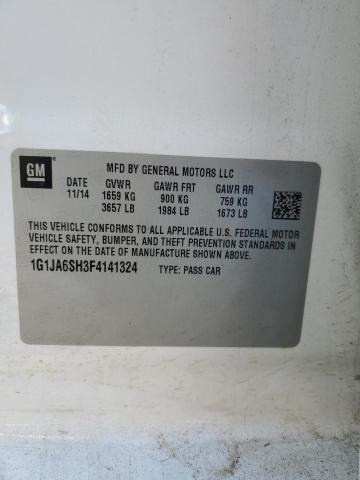 GM
MFD BY GENERAL MOTORS LLC
DATE GVWR GAWR FRT GAWR RR
11/14 1659 KG 900 KG 759 KG
3657 LB 1984 LB 1673 LB
THIS VEHICLE CONFORMS TO ALL APPLICABLE U.S. FEDERAL MOTOR
VEHICLE SAFETY, BUMPER, AND THEFT PREVENTION STANDARDS IN
EFFECT ON THE DATE OF MANUFACTURE SHOWN ABOVE.
1G1JA6SH3F4141324 TYPE: PASS CAR